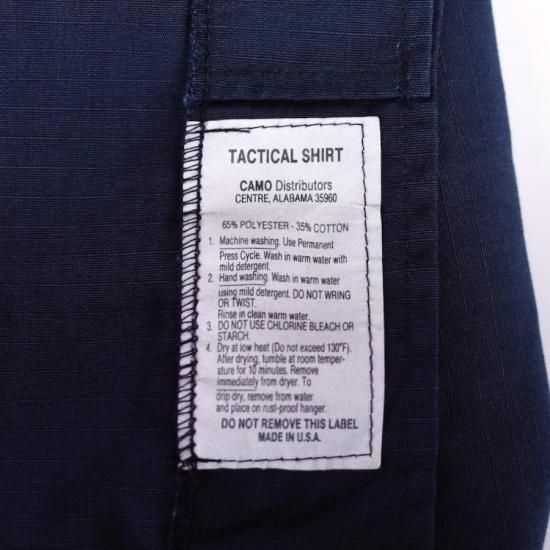 TACTICAL SHIRT
CAMO Distributors
CENTRE, ALABAMA 35960
65% POLYESTER - 35% COTTON
1. Machine washing. Use Permanent
Press Cycle. Wash in warm water with
mild detergent.
2. Hand washing. Wash in warm water
using mild detergent. DO NOT WRING
OR TWIST.
Rinse in clean warm water.
3. DO NOT USE CHLORINE BLEACH OR
STARCH.
4. Dry at low heat (Do not exceed 130°F).
After drying, tumble at room temper-
ature for 10 minutes. Remove
immediately from dryer. To
drip dry, remove from water
and place on rust-proof hanger.
DO NOT REMOVE THIS LABEL
MADE IN U.S.A.